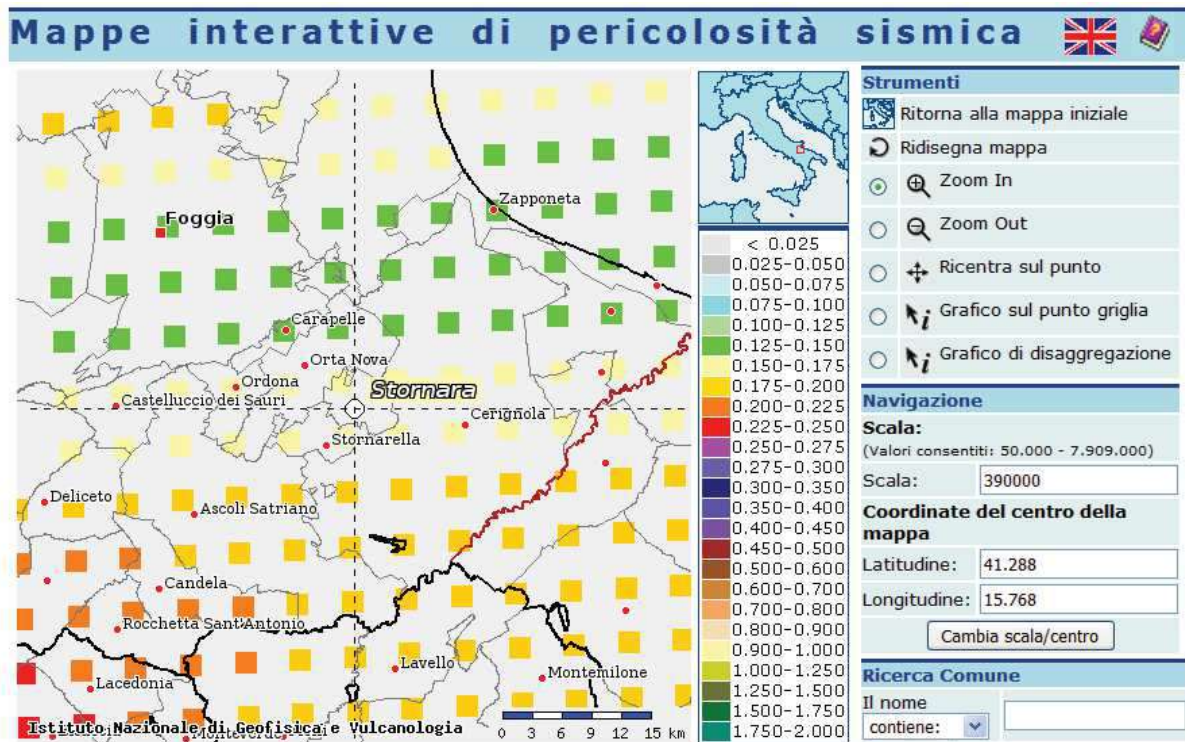 Mappe interattive di pericolosità sismica
Foggia
Zapponeta
Carapelle
Orta Nova
Ordona
Stornara
Castelluccio dei Sauri
Cerignola
Stornarella
Deliceto
Ascoli Satriano
Candela
Rocchetta Sant'Antonio
Lavello
Lacedonia
Montemilone
Istituto Nazionale di Geofisica e Vulcanologia
Monteverde
0 3 6 9 12 15 km
< 0.025
0.025-0.050
0.050-0.075
0.075-0.100
0.100-0.125
0.125-0.150
0.150-0.175
0.175-0.200
0.200-0.225
0.225-0.250
0.250-0.275
0.275-0.300
0.300-0.350
0.350-0.400
0.400-0.450
0.450-0.500
0.500-0.600
0.600-0.700
0.700-0.800
0.800-0.900
0.900-1.000
1.000-1.250
1.250-1.500
1.500-1.750
1.750-2.000
Strumenti
Ritorna alla mappa iniziale
Ridisegna mappa
Zoom In
Zoom Out
Ricentra sul punto
i Grafico sul punto griglia
i Grafico di disaggregazione
Navigazione
Scala:
(Valori consentiti: 50.000 - 7.909.000)
Scala: 390000
Coordinate del centro della
mappa
Latitudine: 41.288
Longitudine: 15.768
Cambia scala/centro
Ricerca Comune
Il nome
contiene: